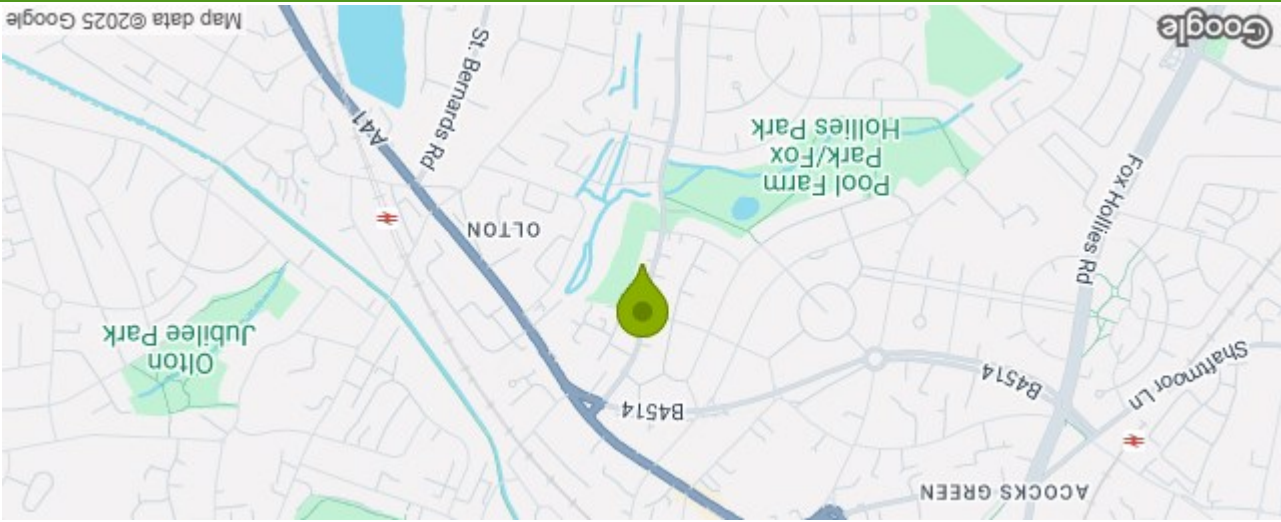 ACOCKS GREEN
Shaftmoor Ln
B4514
B4514
Fox Hollies Rd
Olton
Jubilee Park
OLTON
Pool Farm
Park/Fox
Hollies Park
A41
St. Bernards Rd
Google
Map data ©2025 Google